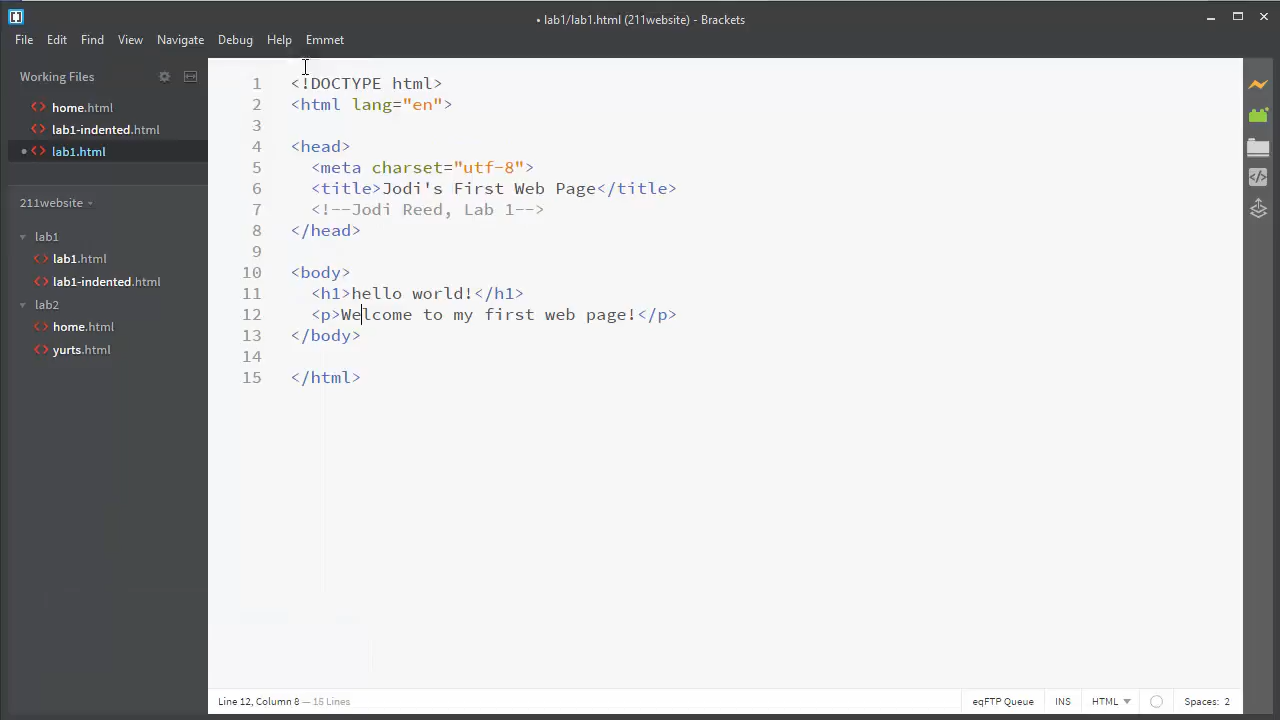 • lab1/lab1.html (211website) - Brackets
File Edit Find View Navigate Debug Help Emmet
Working Files
home.html
lab1-indented.html
• lab1.html
211website
lab1
lab1.html
lab1-indented.html
lab2
home.html
yurts.html
1 <!DOCTYPE html>
2 <html lang="en">
3
4 <head>
5 <meta charset="utf-8">
6 <title>Jodi's First Web Page</title>
7 <!--Jodi Reed, Lab 1-->
8 </head>
9
10 <body>
11 <h1>hello world!</h1>
12 <p>Welcome to my first web page!</p>
13 </body>
14
15 </html>
Line 12, Column 8 — 15 Lines
eqFTP Queue INS HTML Spaces: 2